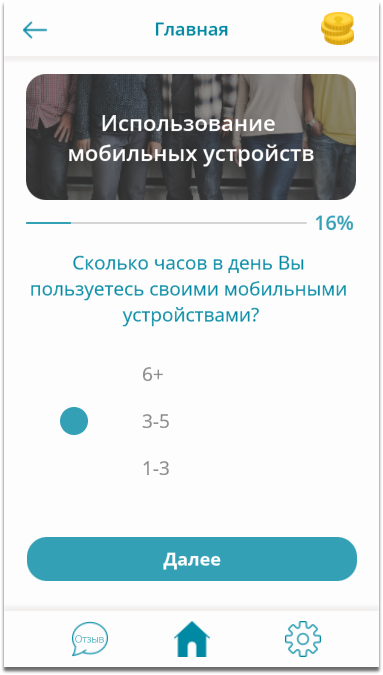 Главная
Использование
мобильных устройств
16%
Сколько часов в день Вы
пользуетесь своими мобильными
устройствами?
6+
3-5
1-3
Далее
Отзыв